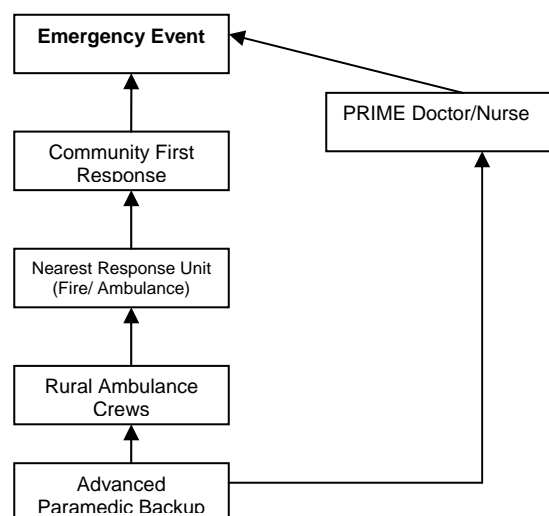 Emergency Event
PRIME Doctor/Nurse
Community First
Response
Nearest Response Unit
(Fire/ Ambulance)
Rural Ambulance
Crews
Advanced
Paramedic Backup